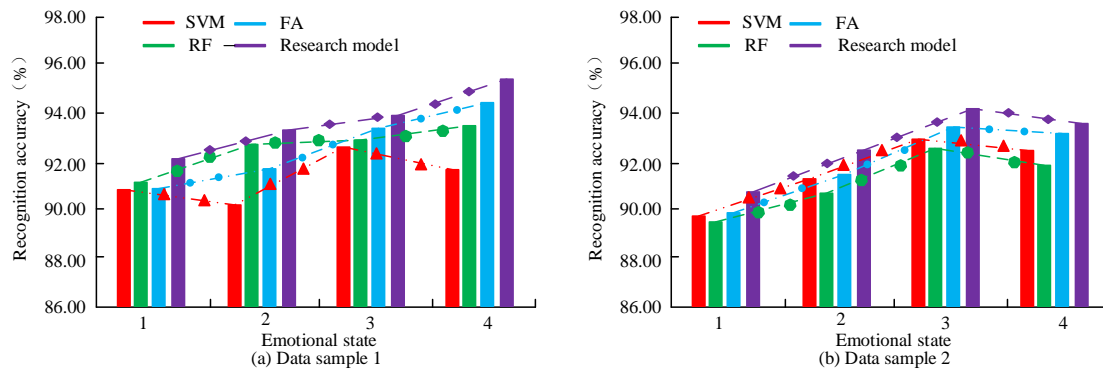 98.00
96.00
94.00
92.00
90.00
88.00
86.00
Recognition accuracy（%）
SVM
FA
RF
Research model
1
2
3
4
Emotional state
(a) Data sample 1
98.00
96.00
94.00
92.00
90.00
88.00
86.00
Recognition accuracy（%）
SVM
FA
RF
Research model
1
2
3
4
Emotional state
(b) Data sample 2